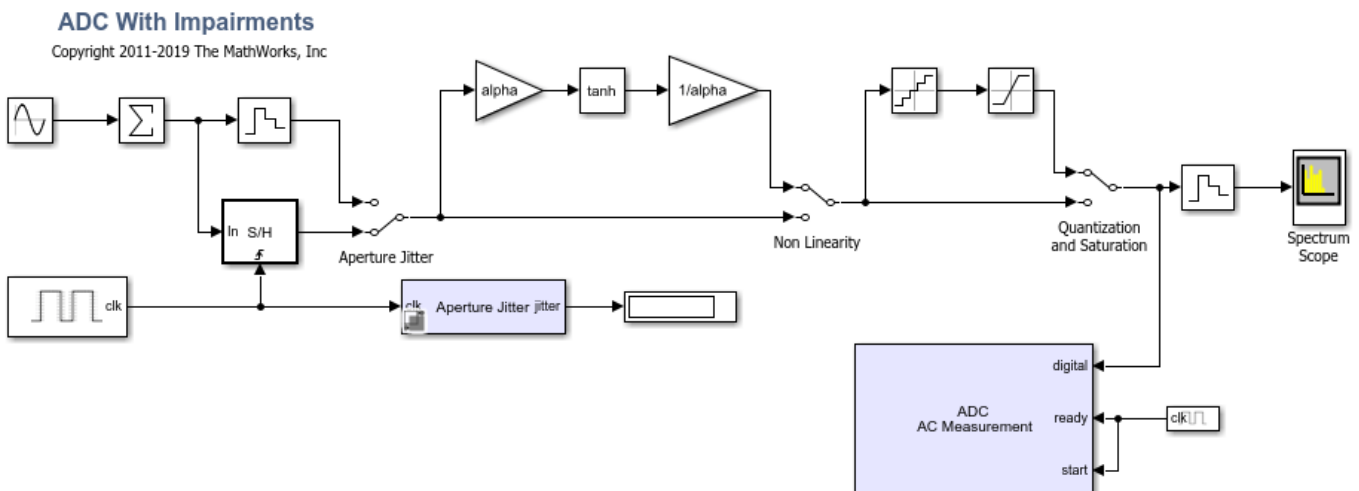 ADC With Impairments
Copyright 2011-2019 The MathWorks, Inc
alpha
tanh
1/alpha
In S/H
Aperture Jitter
Non Linearity
Quantization
and Saturation
Spectrum
Scope
clk
clk Aperture Jitter jitter
digital
ADC
AC Measurement
ready
clk
start